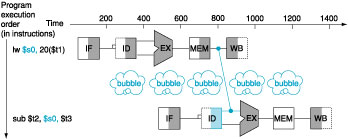 Program
execution
order
(in instructions)
Time
200 400 600 800 1000 1200 1400
lw $s0, 20($t1)
IF ID EX MEM WB
bubble bubble bubble bubble bubble
sub $t2, $s0, $t3
IF ID EX MEM WB